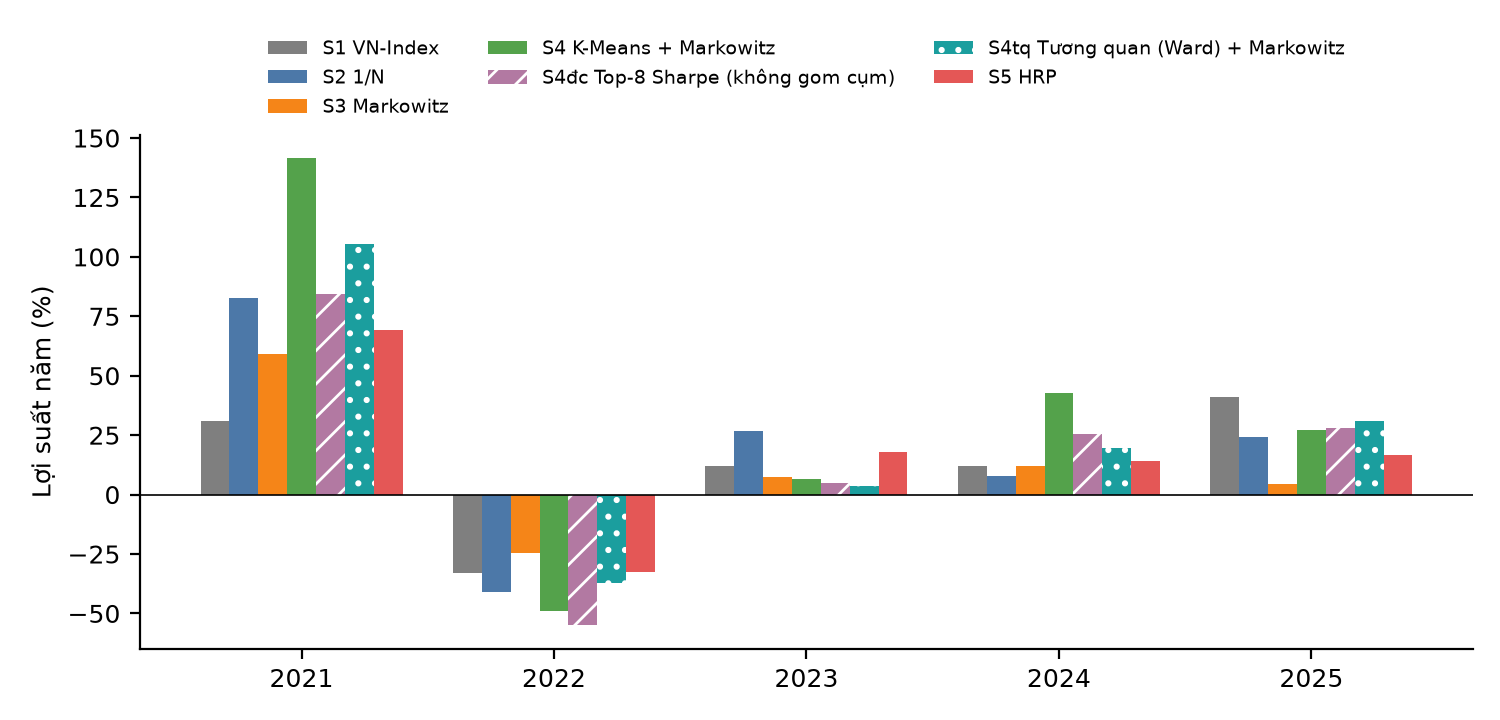 S1 VN-Index
S2 1/N
S3 Markowitz
S4 K-Means + Markowitz
S4đc Top-8 Sharpe (không gom cụm)
S4tq Tương quan (Ward) + Markowitz
S5 HRP
Lợi suất năm (%)
150
125
100
75
50
25
0
−25
−50
2021 2022 2023 2024 2025